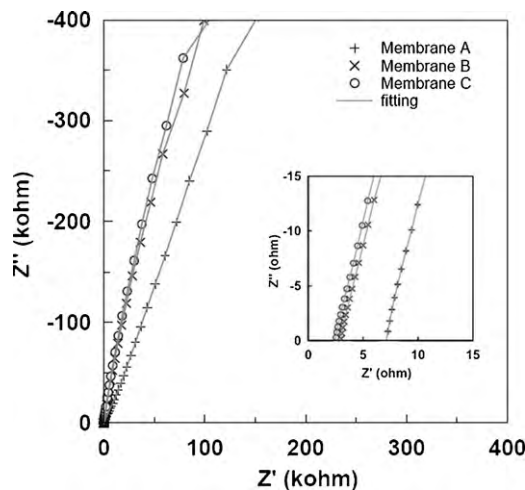 -400
-300
-200
-100
0
Z'' (kohm)
0
100
200
300
400
Z' (kohm)
Membrane A
Membrane B
Membrane C
fitting
-15
-10
-5
0
Z'' (ohm)
0
5
10
15
Z' (ohm)